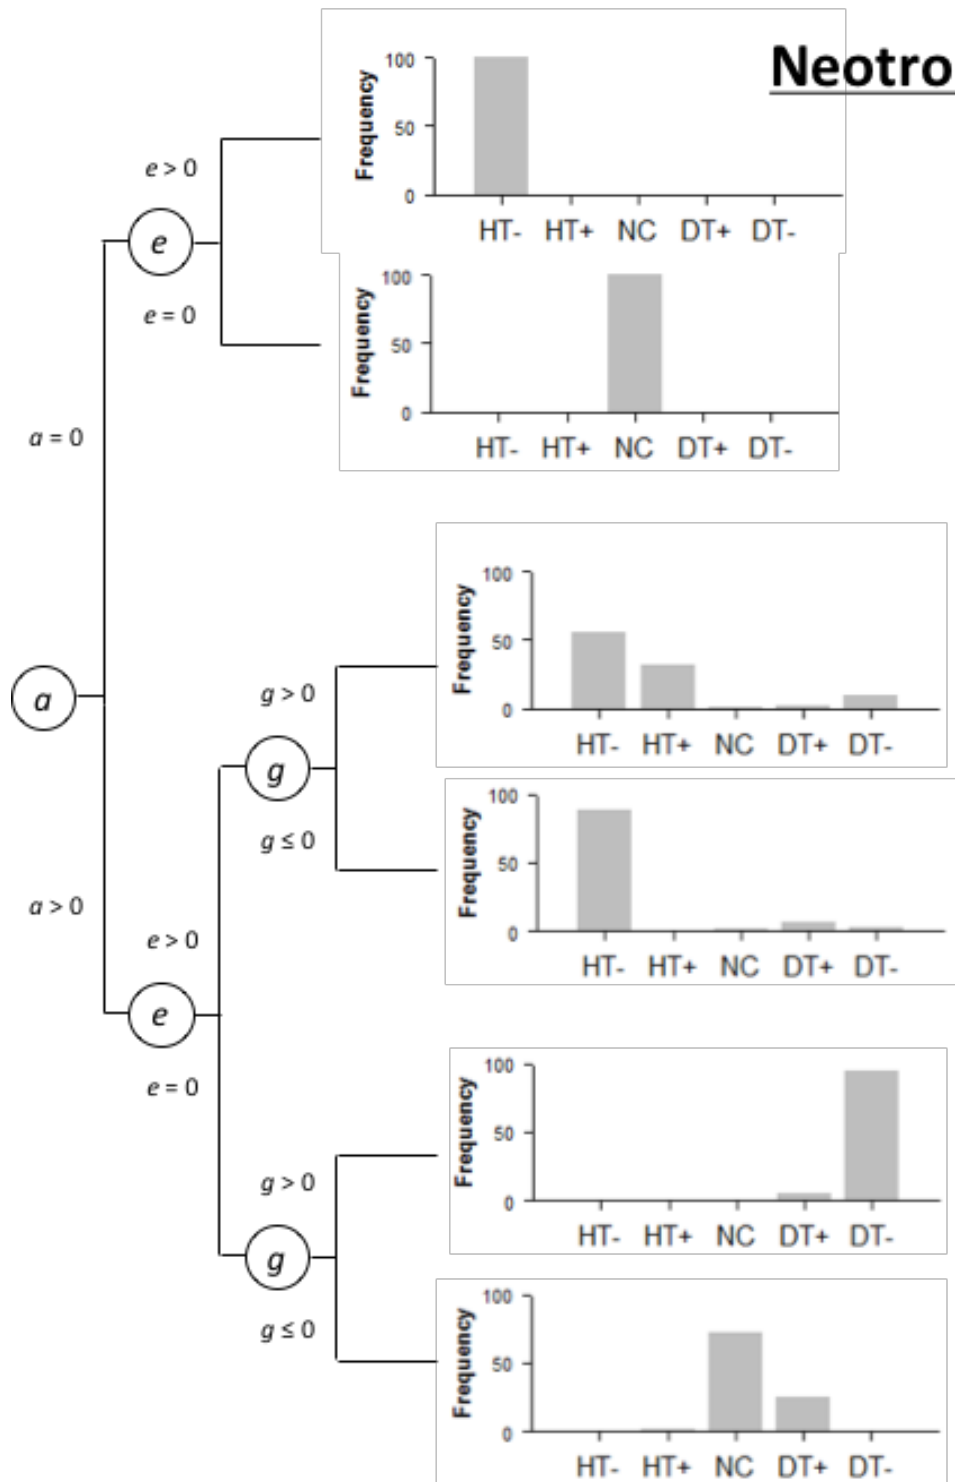 Neotro
Frequency
100
50
0
HT- HT+ NC DT+ DT-
e > 0
e
e = 0
Frequency
100
50
0
HT- HT+ NC DT+ DT-
a = 0
a
a > 0
Frequency
100
50
0
HT- HT+ NC DT+ DT-
g > 0
g
g ≤ 0
Frequency
100
50
0
HT- HT+ NC DT+ DT-
e > 0
e
e = 0
Frequency
100
50
0
HT- HT+ NC DT+ DT-
g > 0
g
g ≤ 0
Frequency
100
50
0
HT- HT+ NC DT+ DT-